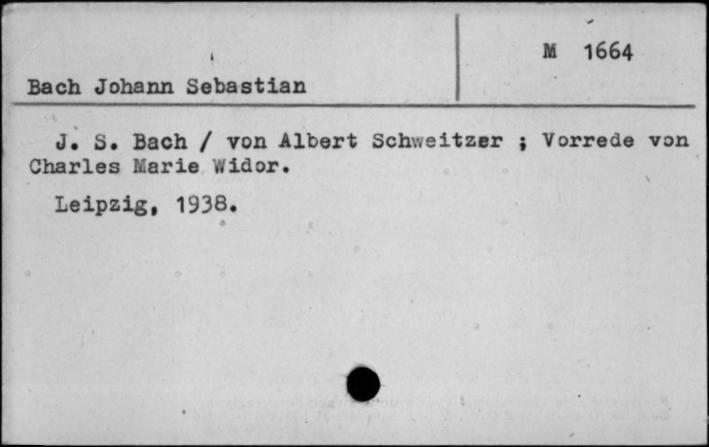 M 1664
Bach Johann Sebastian
J. S. Bach / von Albert Schweitzer ; Vorrede von
Charles Marie Widor.
Leipzig, 1938.